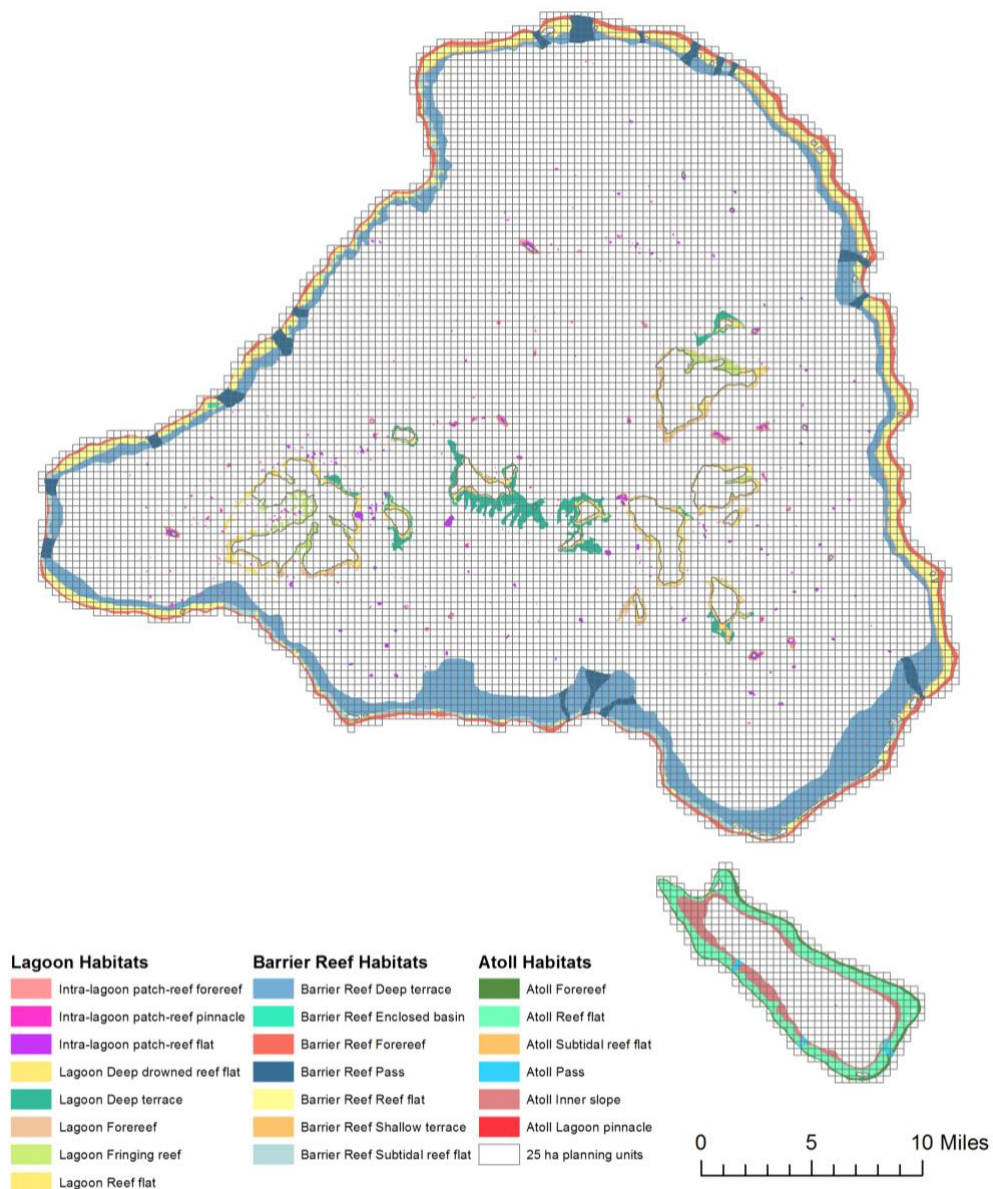 Lagoon Habitats
Intra-lagoon patch-reef forereef
Intra-lagoon patch-reef pinnacle
Intra-lagoon patch-reef flat
Lagoon Deep drowned reef flat
Lagoon Deep terrace
Lagoon Forereef
Lagoon Fringing reef
Lagoon Reef flat
Barrier Reef Habitats
Barrier Reef Deep terrace
Barrier Reef Enclosed basin
Barrier Reef Forereef
Barrier Reef Pass
Barrier Reef Reef flat
Barrier Reef Shallow terrace
Barrier Reef Subtidal reef flat
Atoll Habitats
Atoll Forereef
Atoll Reef flat
Atoll Subtidal reef flat
Atoll Pass
Atoll Inner slope
Atoll Lagoon pinnacle
25 ha planning units
0 5 10 Miles